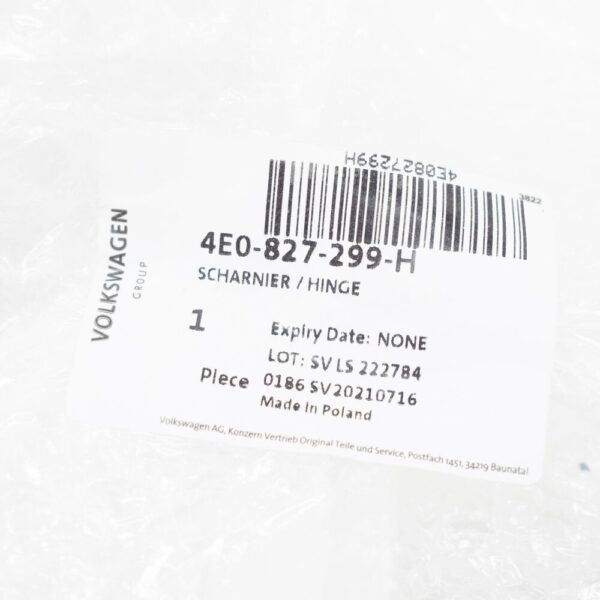 4E0827299H
3822
4E0-827-299-H
SCHARNIER / HINGE
VOLKSWAGEN
GROUP
1
Piece
Expiry Date: NONE
LOT: SV LS 222784
0186 SV20210716
Made in Poland
Volkswagen AG, Konzern Vertrieb Original Teile und Service, Postfach 1451, 34219 Baunatal